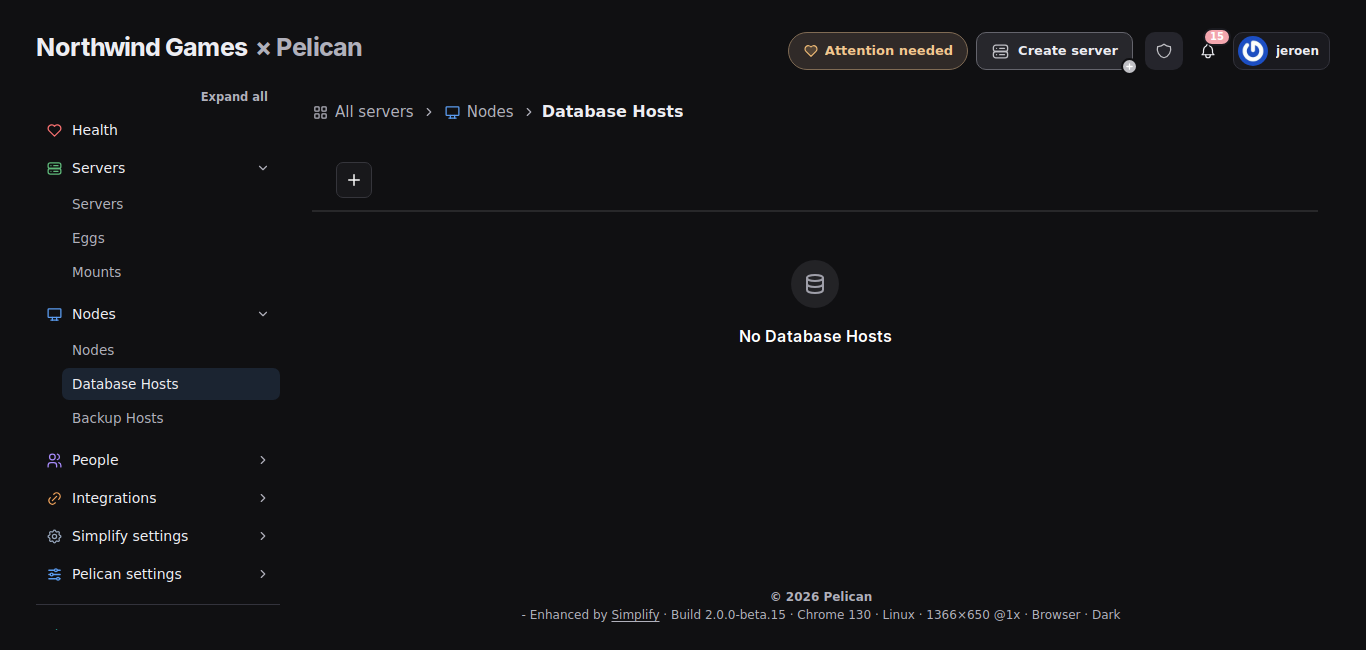 Northwind Games × Pelican
Attention needed
Create server
15
jeroen
Expand all
Health
Servers
Servers
Eggs
Mounts
Nodes
Nodes
Database Hosts
Backup Hosts
People
Integrations
Simplify settings
Pelican settings
All servers > Nodes > Database Hosts
No Database Hosts
© 2026 Pelican
- Enhanced by Simplify · Build 2.0.0-beta.15 · Chrome 130 · Linux · 1366×650 @1x · Browser · Dark